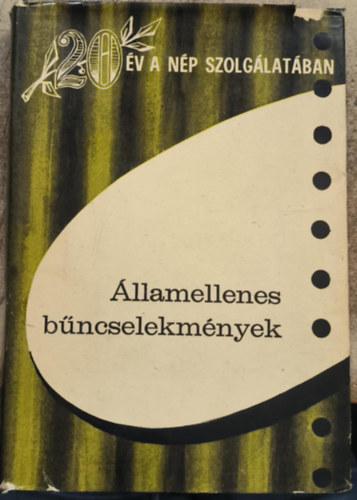 20 ÉV A NÉP SZOLGÁLATÁBAN
Államellenes
bűncselekmények